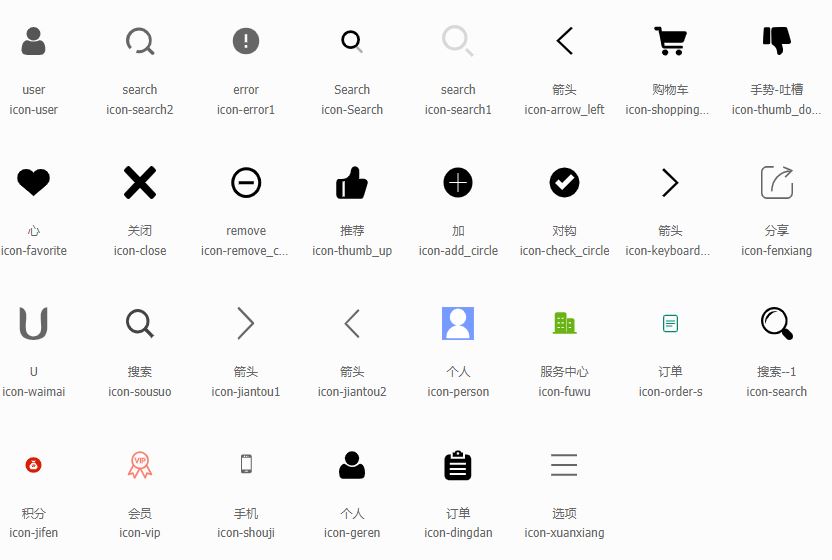 user search error Search search 箭头 购物车 手势-吐槽
icon-user icon-search2 icon-error1 icon-Search icon-search1 icon-arrow_left icon-shopping... icon-thumb_do...
心 关闭 remove 推荐 加 对钩 箭头 分享
icon-favorite icon-close icon-remove_c... icon-thumb_up icon-add_circle icon-check_circle icon-keyboard... icon-fenxiang
U 搜索 箭头 箭头 个人 服务中心 订单 搜索--1
icon-waimai icon-sousuo icon-jiantou1 icon-jiantou2 icon-person icon-fuwu icon-order-s icon-search
VIP
积分 会员 手机 个人 订单 选项
icon-jifen icon-vip icon-shouji icon-geren icon-dingdan icon-xuanxiang